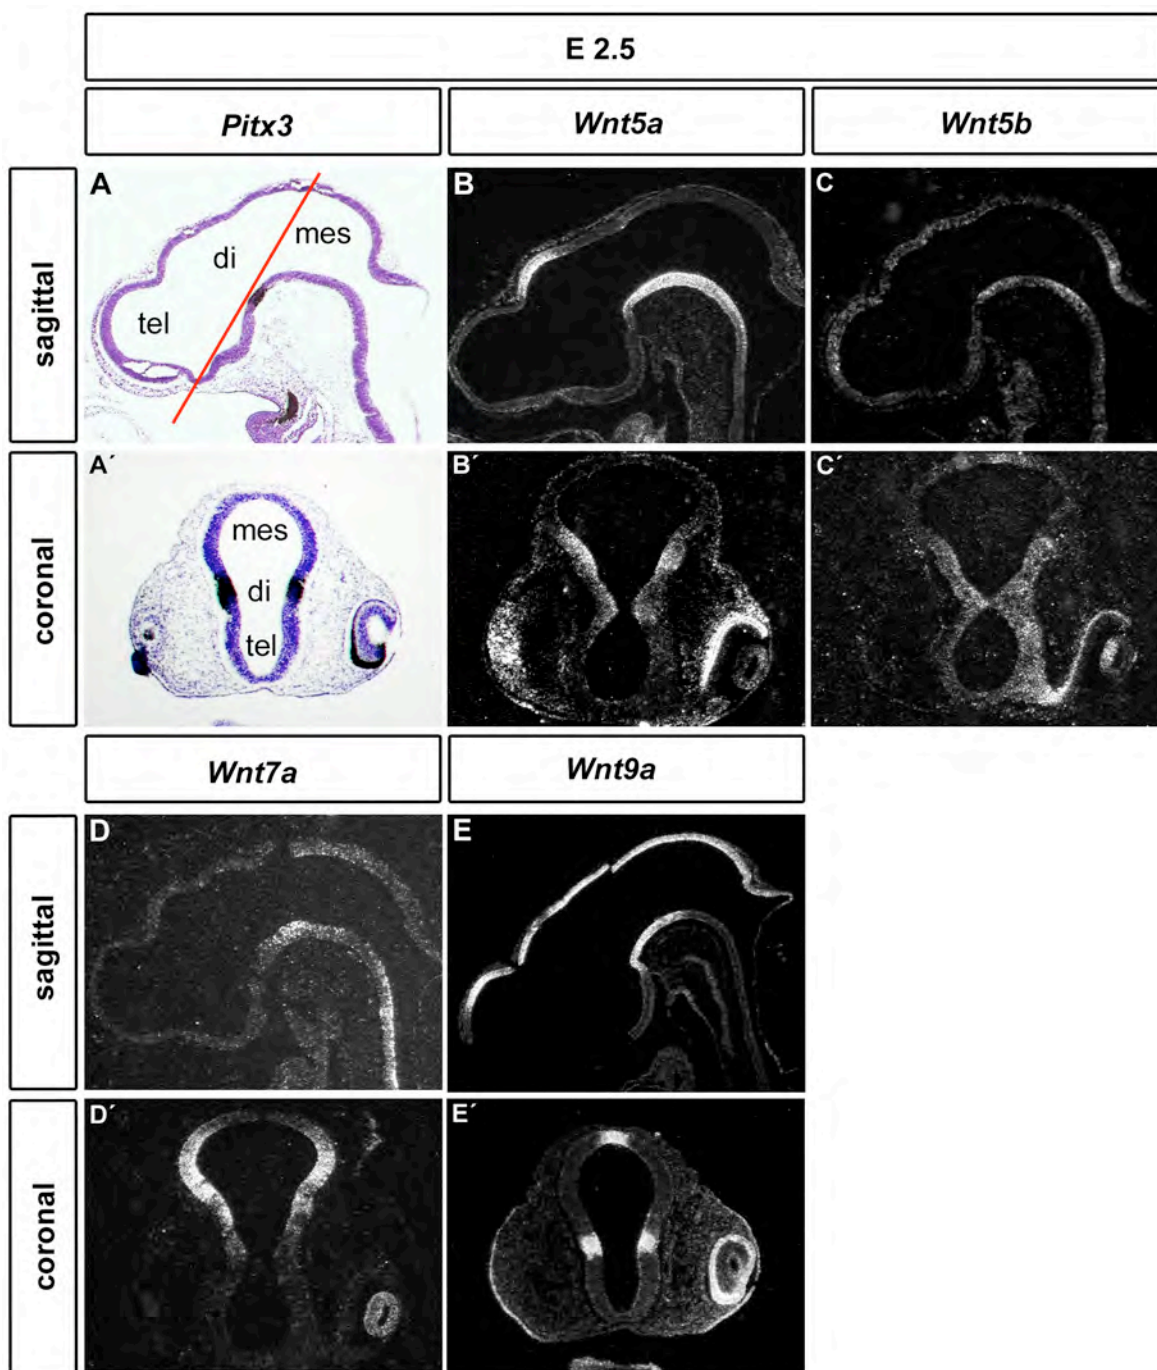 E 2.5
Pitx3
Wnt5a
Wnt5b
sagittal
A
di
mes
tel
B
C
coronal
A´
mes
di
tel
B´
C´
Wnt7a
Wnt9a
sagittal
D
E
coronal
D´
E´